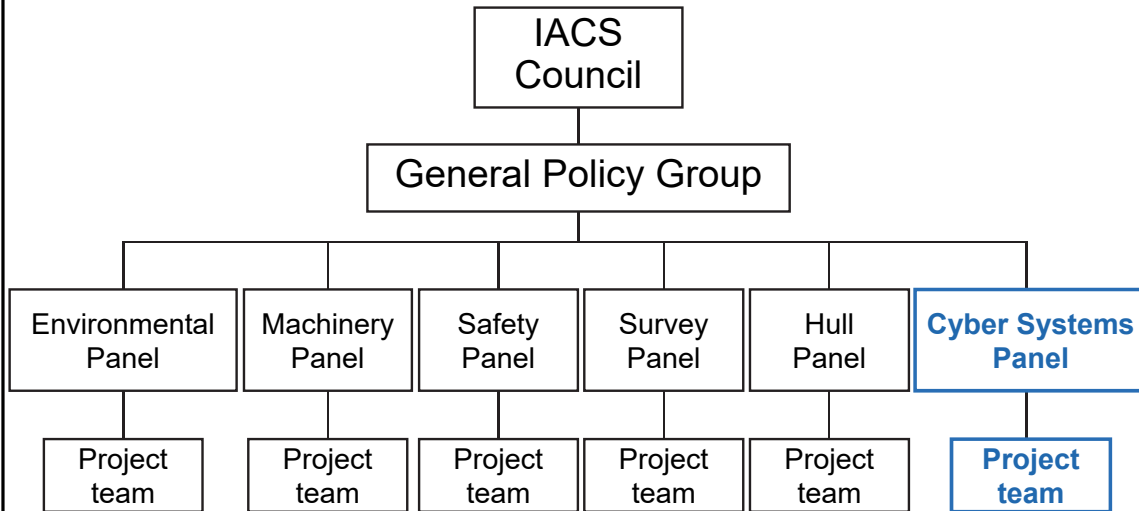 IACS
Council
General Policy Group
Environmental
Panel
Machinery
Panel
Safety
Panel
Survey
Panel
Hull
Panel
Cyber Systems
Panel
Project
team
Project
team
Project
team
Project
team
Project
team
Project
team